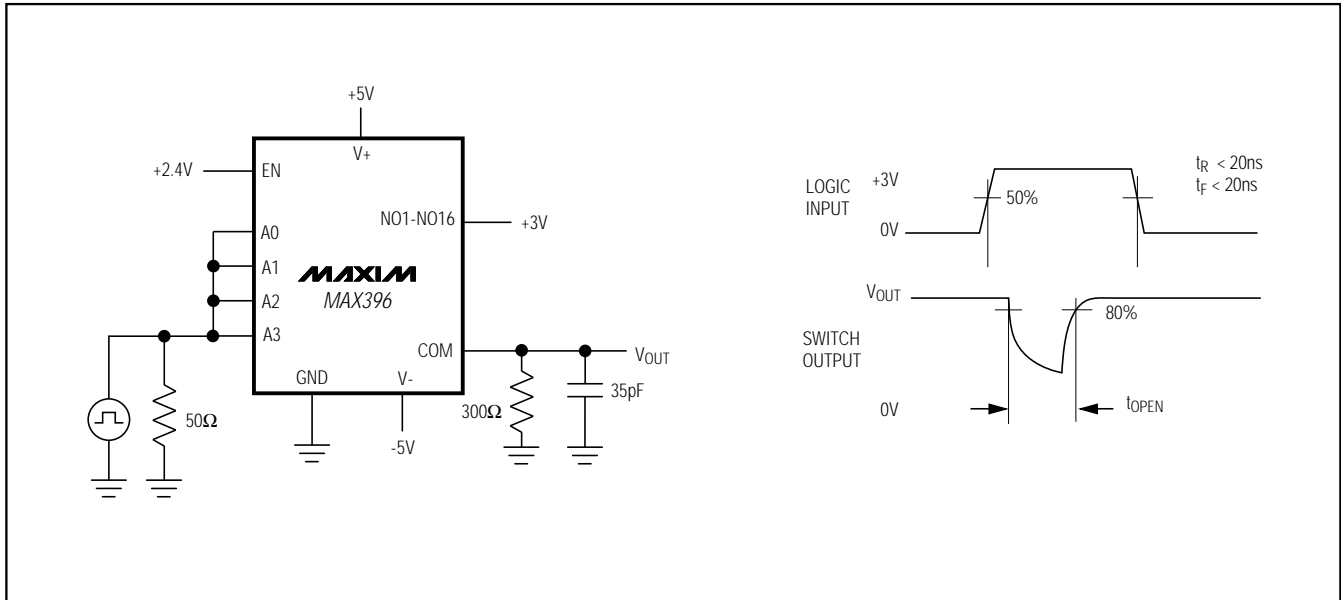 +5V
V+
+2.4V
EN
NO1-NO16
+3V
A0
A1
A2
A3
MAXIM
MAX396
COM
VOUT
GND
V-
50Ω
300Ω
35pF
-5V
LOGIC
INPUT
+3V
50%
0V
tR < 20ns
tF < 20ns
VOUT
80%
SWITCH
OUTPUT
0V
tOPEN